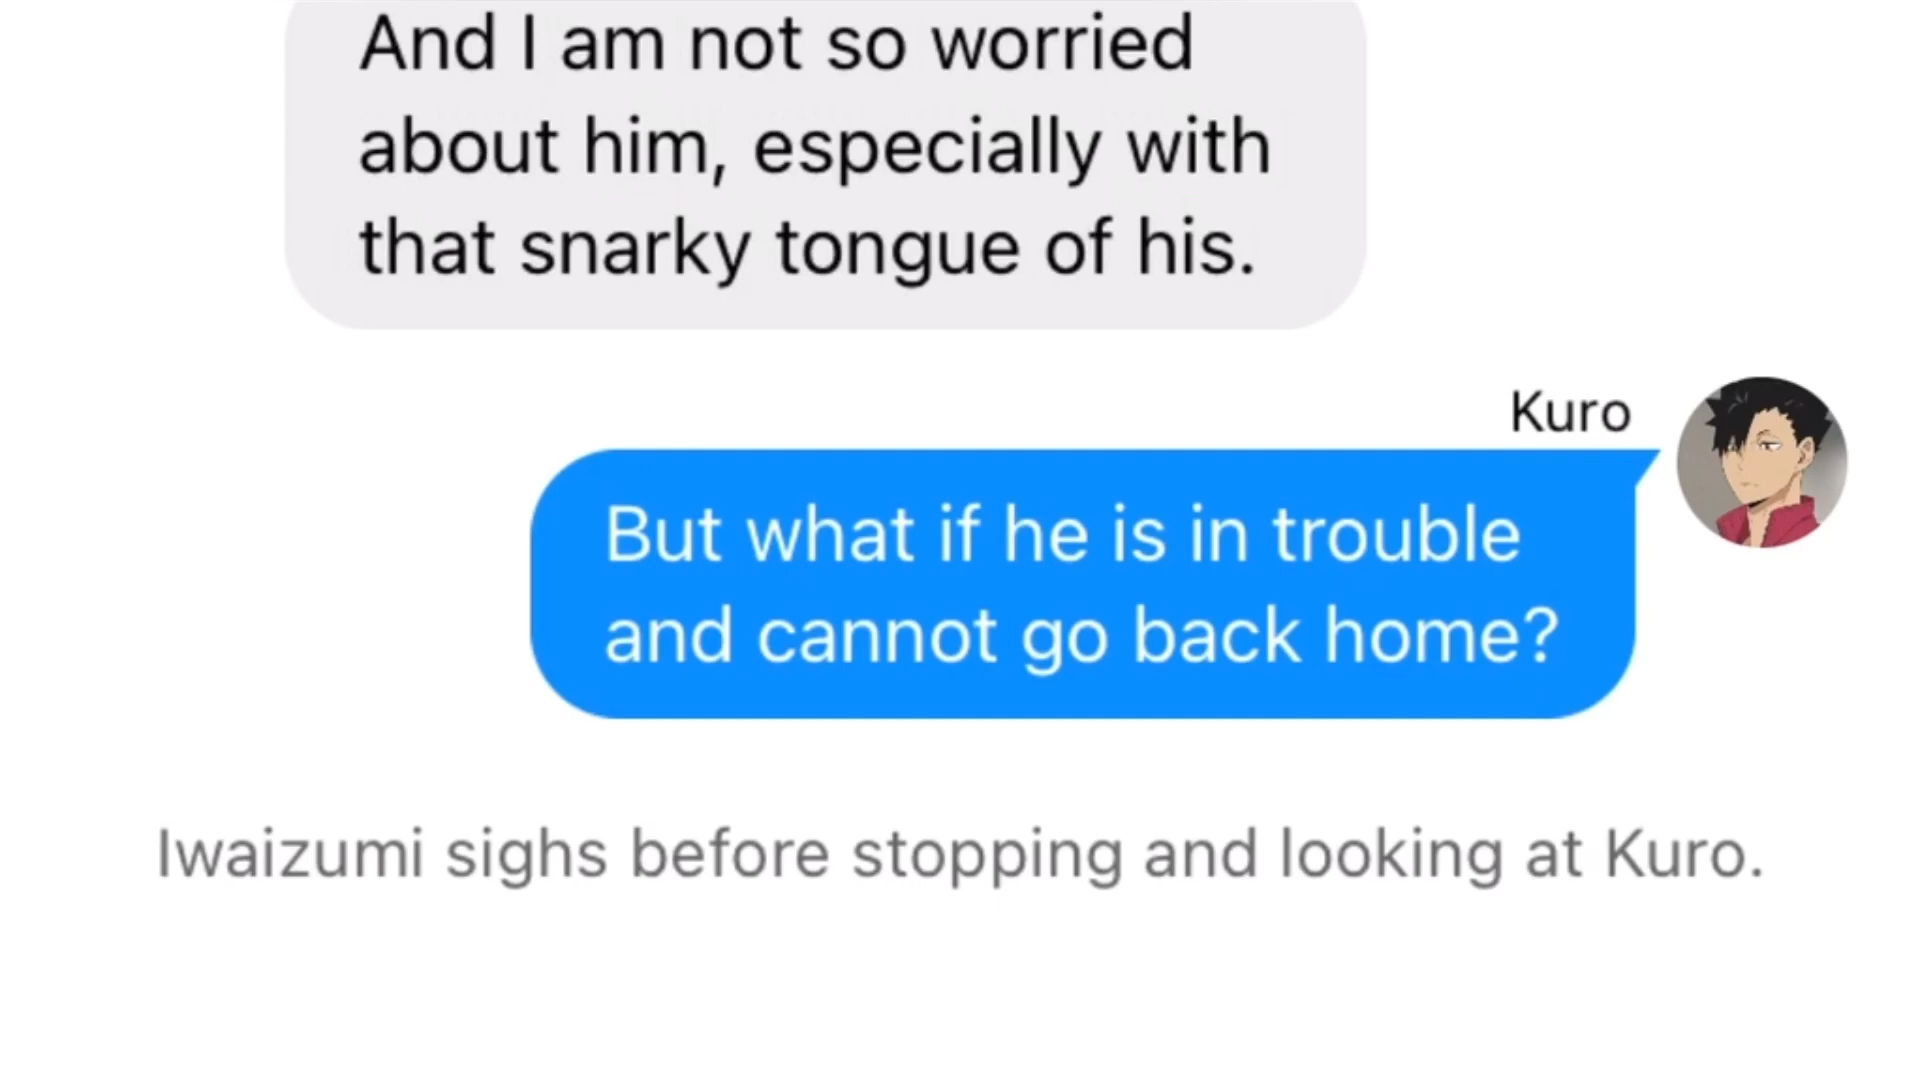 And I am not so worried
about him, especially with
that snarky tongue of his.
Kuro
But what if he is in trouble
and cannot go back home?
Iwaizumi sighs before stopping and looking at Kuro.